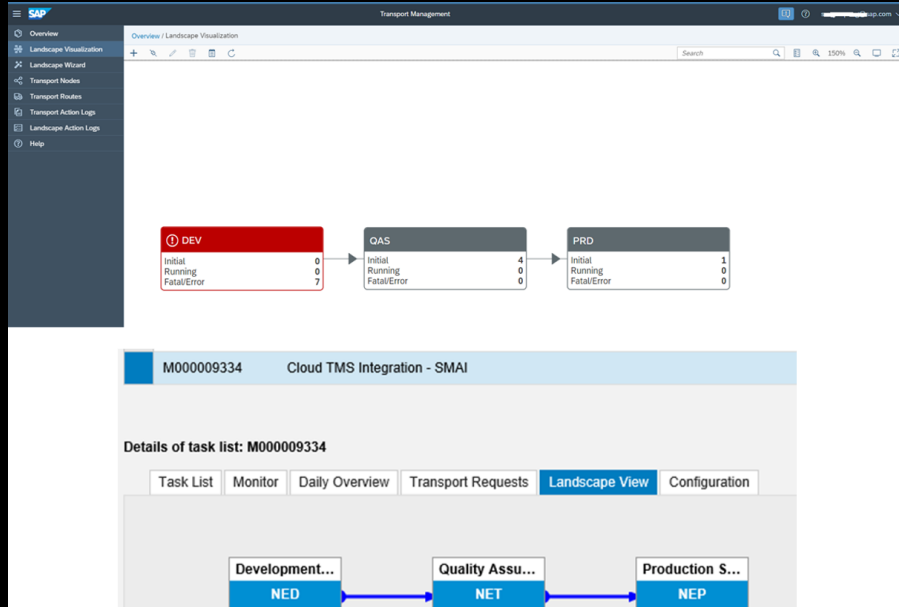 SAP
Transport Management
sap.com
Overview
Landscape Visualization
Landscape Wizard
Transport Nodes
Transport Routes
Transport Action Logs
Landscape Action Logs
Help
Overview / Landscape Visualization
Search
150%
DEV
Initial 0
Running 0
Fatal/Error 7
QAS
Initial 4
Running 0
Fatal/Error 0
PRD
Initial 1
Running 0
Fatal/Error 0
M000009334 Cloud TMS Integration - SMAI
Details of task list: M000009334
Task List Monitor Daily Overview Transport Requests Landscape View Configuration
Development... Quality Assu... Production S...
NED NET NEP